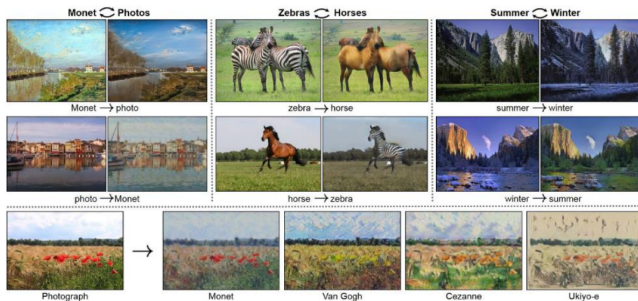 Monet ⟳ Photos
Zebras ⟳ Horses
Summer ⟳ Winter
Monet → photo
zebra → horse
summer → winter
photo → Monet
horse → zebra
winter → summer
Photograph
Monet
Van Gogh
Cezanne
Ukiyo-e